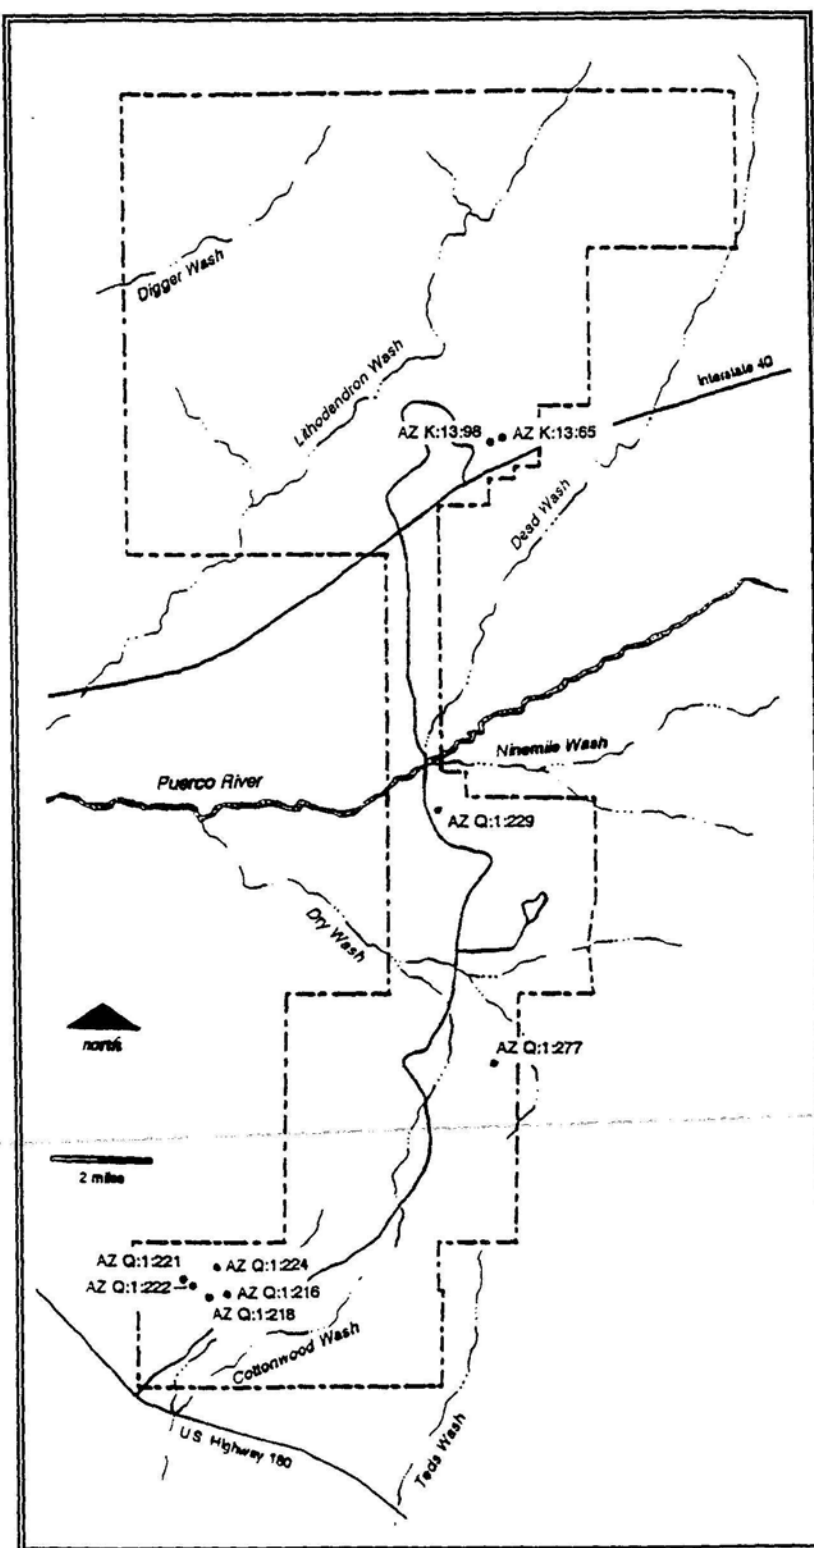 Digger Wash
Lithodendron Wash
Interstate 40
AZ K:13:98
AZ K:13:65
Dead Wash
Ninemile Wash
Puerco River
AZ Q:1:229
Dry Wash
north
AZ Q:1:277
2 miles
AZ Q:1:221
AZ Q:1:224
AZ Q:1:222
AZ Q:1:216
AZ Q:1:218
Cottonwood Wash
U.S. Highway 180
Teds Wash